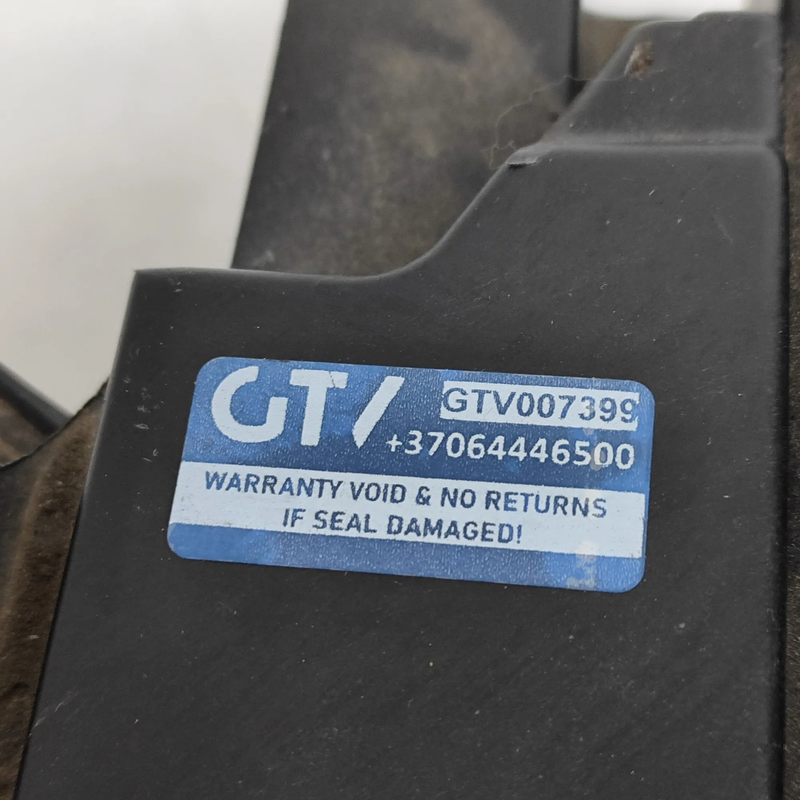 GTV
GTV007399
+37064446500
WARRANTY VOID & NO RETURNS
IF SEAL DAMAGED!